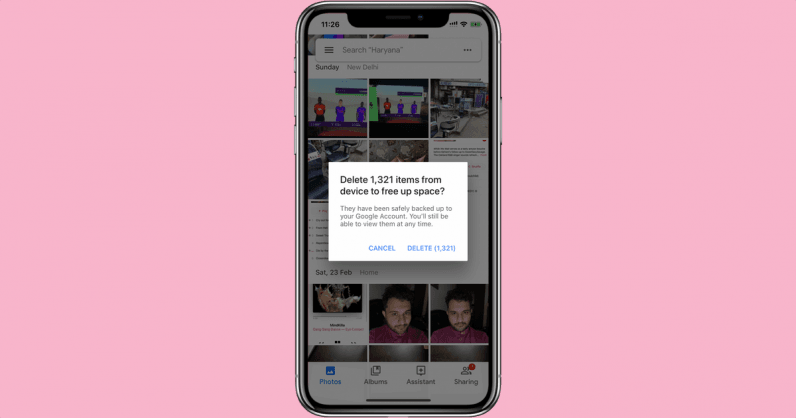 11:26
Search "Haryana"
Sunday New Delhi
Delete 1,321 items from
device to free up space?
They have been safely backed up to
your Google Account. You'll still be
able to view them at any time.
CANCEL DELETE (1,321)
Sat, 23 Feb Home
Photos Albums Assistant Sharing